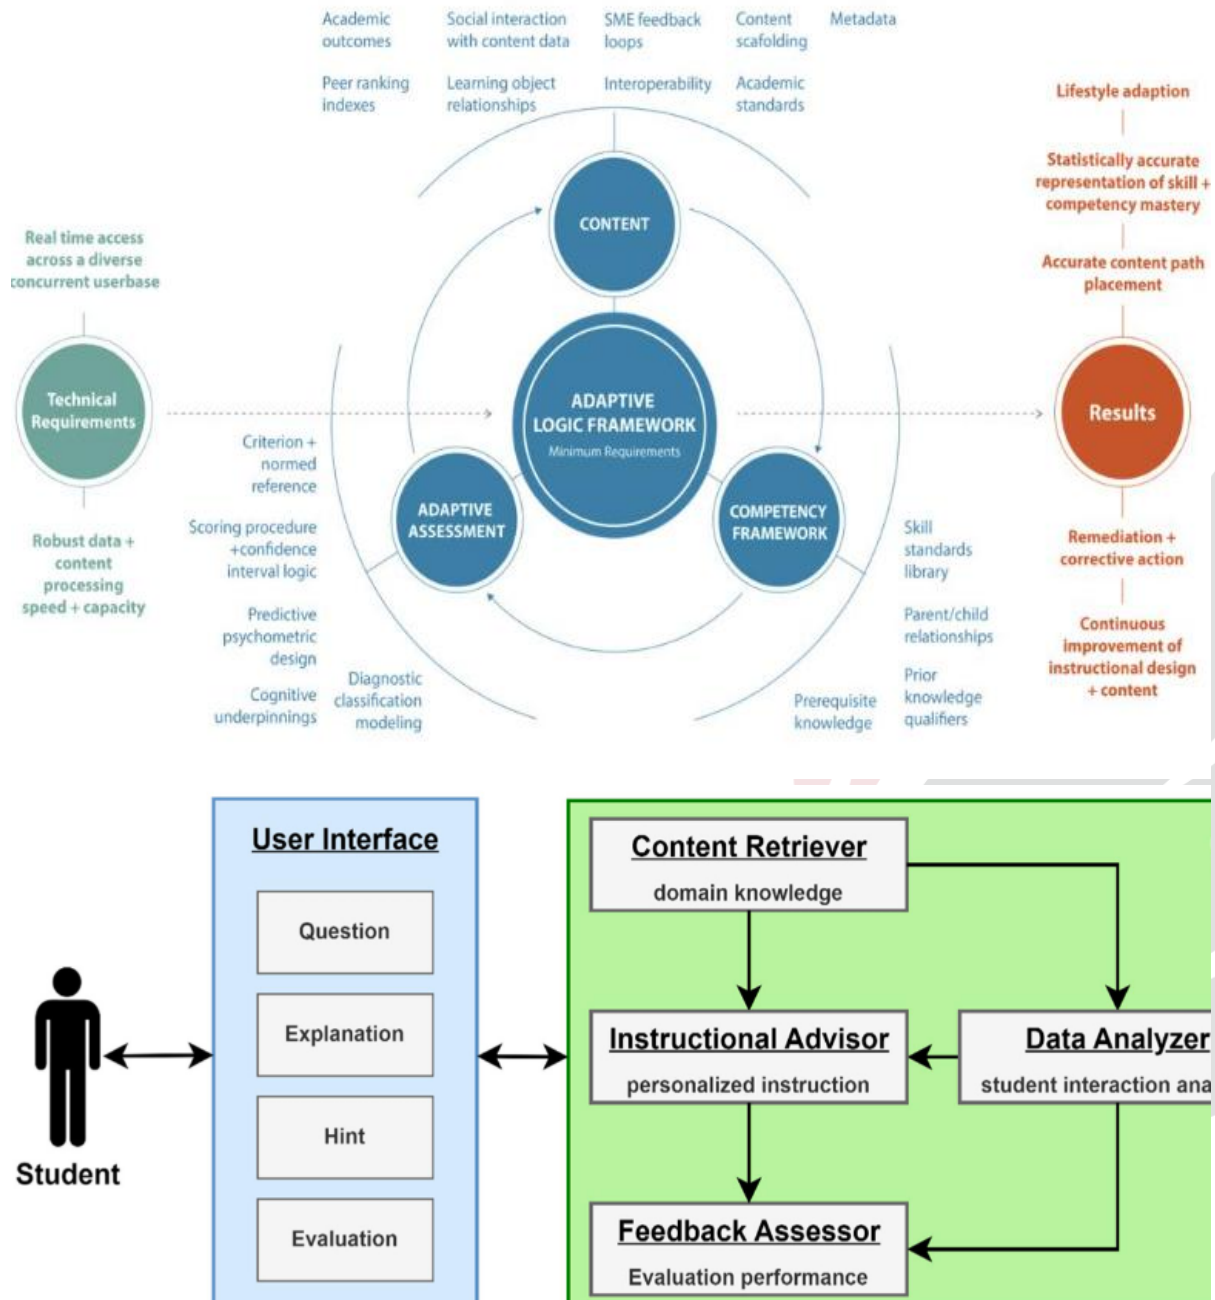 Academic
outcomes
Social interaction
with content data
SME feedback
loops
Content
scafolding
Metadata
Peer ranking
indexes
Learning object
relationships
Interoperability
Academic
standards
Real time access
across a diverse
concurrent userbase
Technical
Requirements
Robust data +
content
processing
speed + capacity
CONTENT
ADAPTIVE
LOGIC FRAMEWORK
Minimum Requirements
ADAPTIVE
ASSESSMENT
COMPETENCY
FRAMEWORK
Criterion +
normed
reference
Scoring procedure
+confidence
interval logic
Predictive
psychometric
design
Cognitive
underpinnings
Diagnostic
classification
modeling
Skill
standards
library
Parent/child
relationships
Prior
knowledge
qualifiers
Prerequisite
knowledge
Lifestyle adaption
Statistically accurate
representation of skill +
competency mastery
Accurate content path
placement
Results
Remediation +
corrective action
Continuous
improvement of
instructional design
+ content
Student
User Interface
Question
Explanation
Hint
Evaluation
Content Retriever
domain knowledge
Instructional Advisor
personalized instruction
Data Analyzer
student interaction ana
Feedback Assessor
Evaluation performance